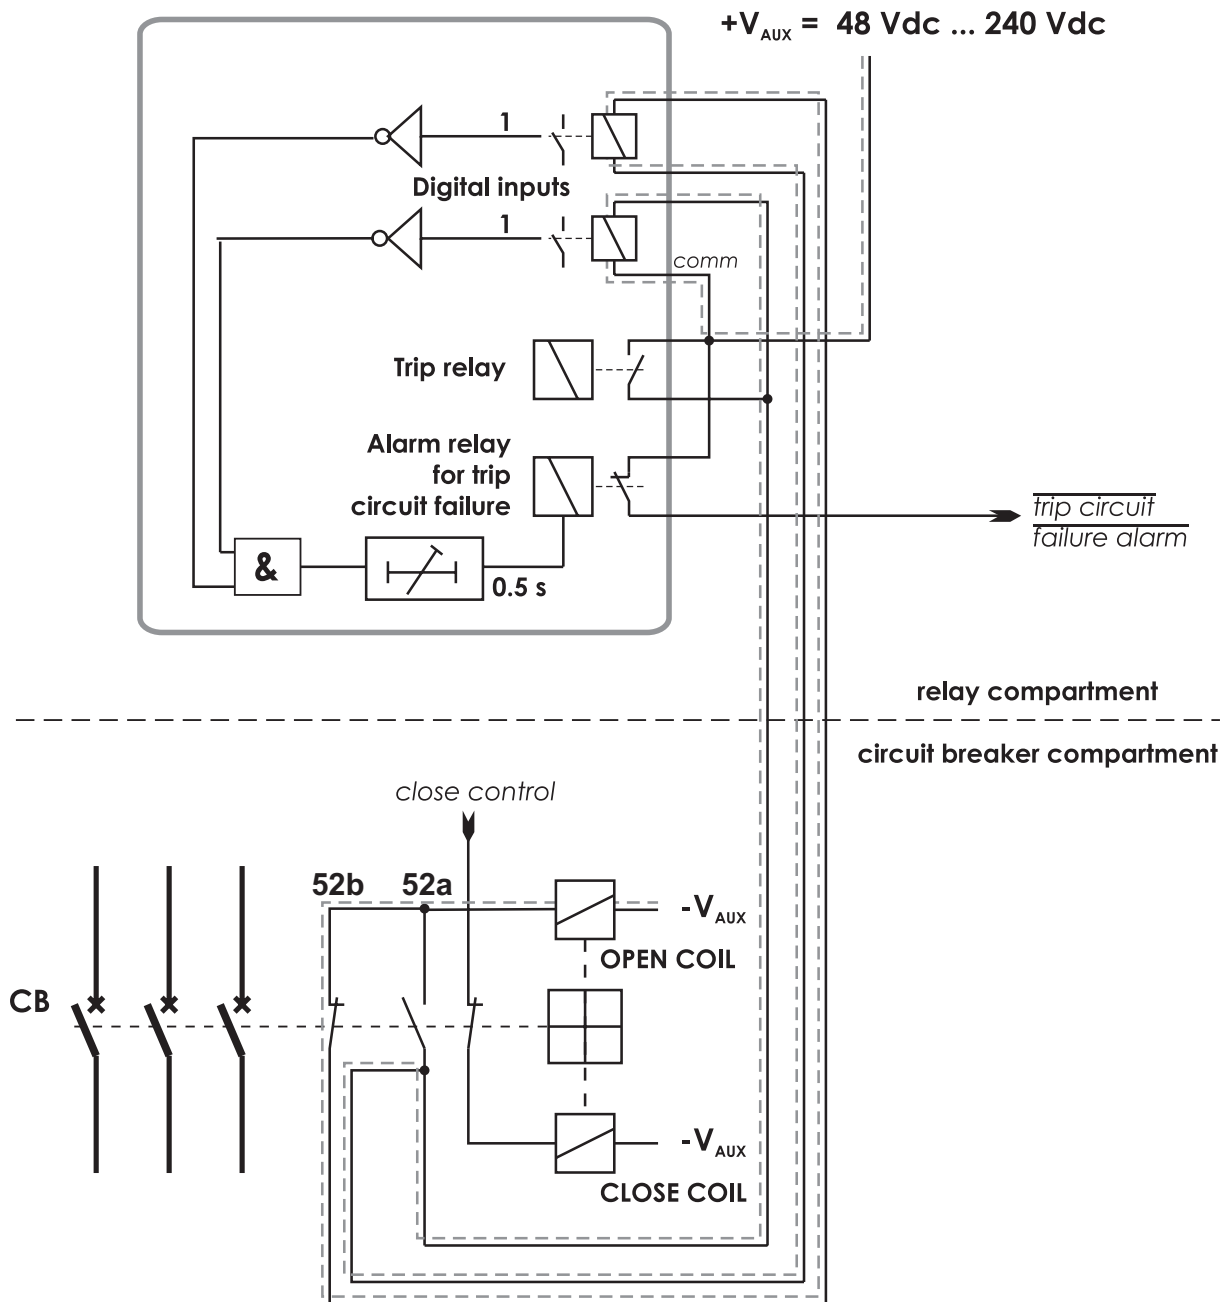 +VAUX = 48 Vdc ... 240 Vdc
1
Digital inputs
1
comm
Trip relay
Alarm relay
for trip
circuit failure
trip circuit
failure alarm
&
0.5 s
relay compartment
circuit breaker compartment
close control
52b 52a
-VAUX
OPEN COIL
CB
-VAUX
CLOSE COIL